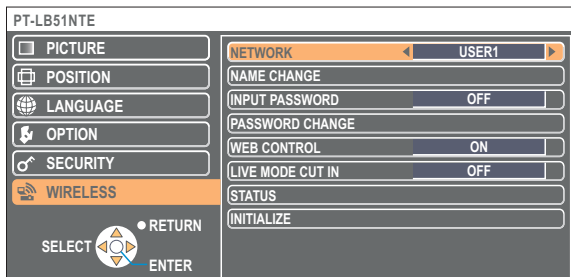 PT-LB51NTE
PICTURE
POSITION
LANGUAGE
OPTION
SECURITY
WIRELESS
RETURN
SELECT
ENTER
NETWORK USER1
NAME CHANGE
INPUT PASSWORD OFF
PASSWORD CHANGE
WEB CONTROL ON
LIVE MODE CUT IN OFF
STATUS
INITIALIZE